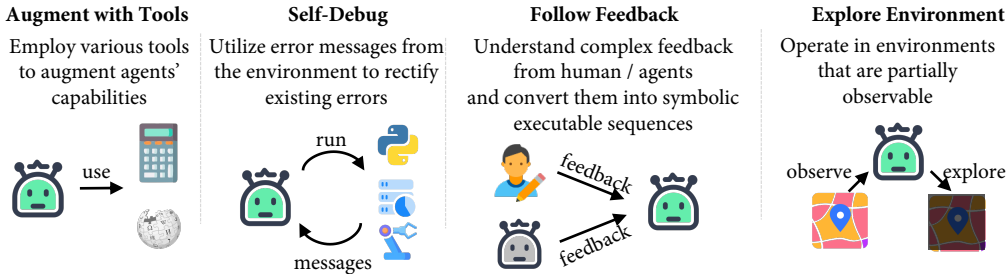 Augment with Tools
Employ various tools
to augment agents'
capabilities
use
Self-Debug
Utilize error messages from
the environment to rectify
existing errors
run
messages
Follow Feedback
Understand complex feedback
from human / agents
and convert them into symbolic
executable sequences
feedback
feedback
Explore Environment
Operate in environments
that are partially
observable
observe
explore